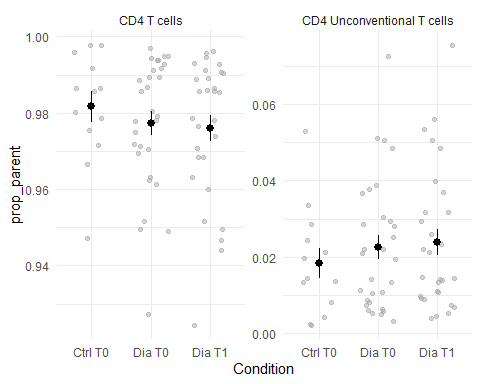 CD4 T cells
CD4 Unconventional T cells
prop_parent
1.00
0.98
0.96
0.94
0.06
0.04
0.02
0.00
Ctrl T0 Dia T0 Dia T1
Ctrl T0 Dia T0 Dia T1
Condition